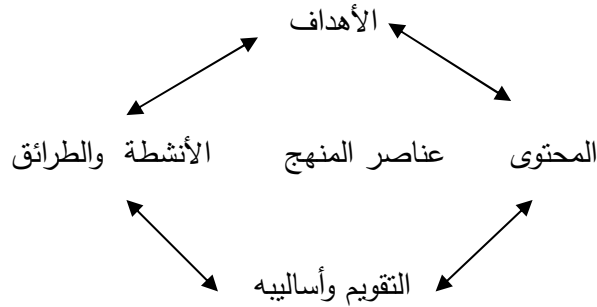 الأهداف
المحتوى عناصر المنهج الأنشطة والطرائق
التقويم وأساليبه